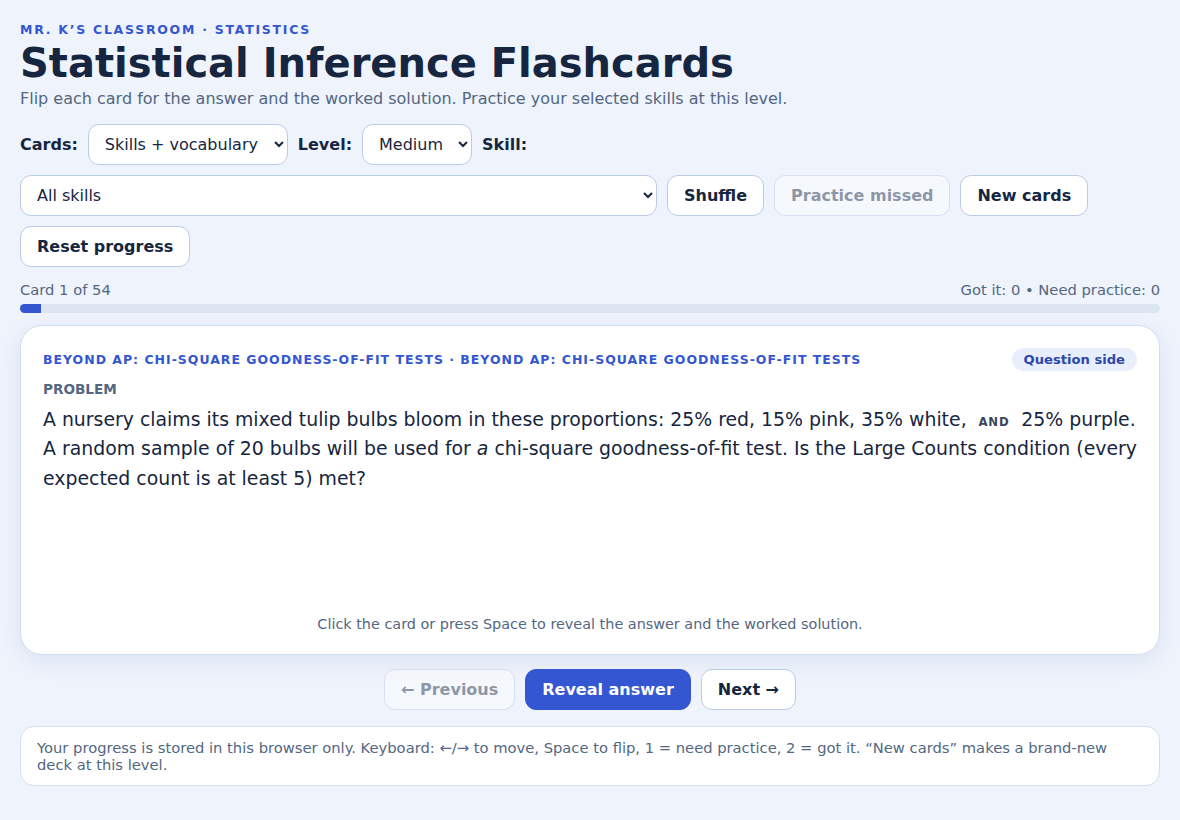 MR. K’S CLASSROOM · STATISTICS
Statistical Inference Flashcards
Flip each card for the answer and the worked solution. Practice your selected skills at this level.
Cards: Skills + vocabulary Level: Medium Skill:
All skills Shuffle Practice missed New cards
Reset progress
Card 1 of 54 Got it: 0 • Need practice: 0
BEYOND AP: CHI-SQUARE GOODNESS-OF-FIT TESTS · BEYOND AP: CHI-SQUARE GOODNESS-OF-FIT TESTS Question side
PROBLEM
A nursery claims its mixed tulip bulbs bloom in these proportions: 25% red, 15% pink, 35% white, AND 25% purple.
A random sample of 20 bulbs will be used for a chi-square goodness-of-fit test. Is the Large Counts condition (every
expected count is at least 5) met?
Click the card or press Space to reveal the answer and the worked solution.
← Previous Reveal answer Next →
Your progress is stored in this browser only. Keyboard: ←/→ to move, Space to flip, 1 = need practice, 2 = got it. “New cards” makes a brand-new
deck at this level.